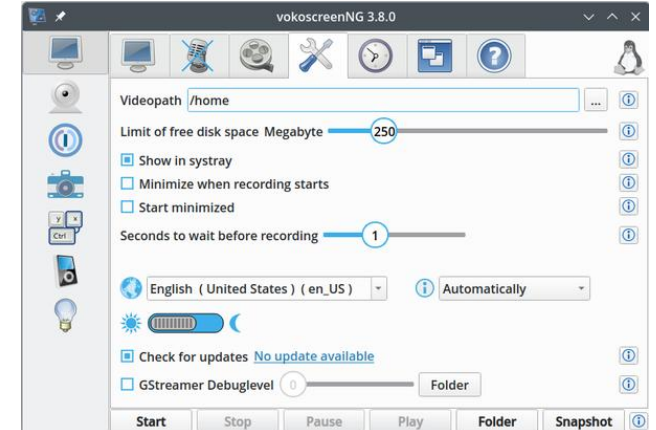 vokoscreenNG 3.8.0
Videopath /home ...
Limit of free disk space Megabyte 250
Show in systray
Minimize when recording starts
Start minimized
Seconds to wait before recording 1
English ( United States ) ( en_US ) Automatically
Check for updates No update available
GStreamer Debuglevel 0 Folder
y x
Ctrl
Start Stop Pause Play Folder Snapshot